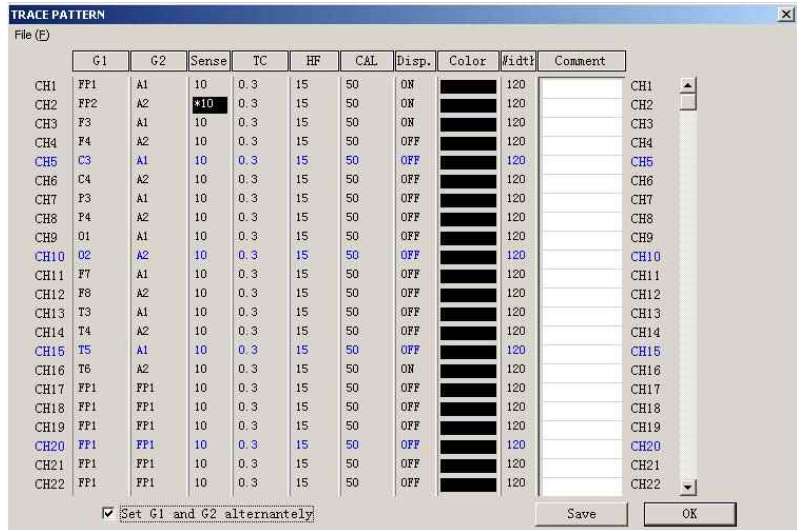 TRACE PATTERN
File (F)
G1 G2 Sense TC HF CAL Disp. Color Width Comment
CH1 FP1 A1 10 0.3 15 50 ON 120 CH1
CH2 FP2 A2 *10 0.3 15 50 ON 120 CH2
CH3 F3 A1 10 0.3 15 50 ON 120 CH3
CH4 F4 A2 10 0.3 15 50 OFF 120 CH4
CH5 C3 A1 10 0.3 15 50 OFF 120 CH5
CH6 C4 A2 10 0.3 15 50 OFF 120 CH6
CH7 P3 A1 10 0.3 15 50 OFF 120 CH7
CH8 P4 A2 10 0.3 15 50 OFF 120 CH8
CH9 O1 A1 10 0.3 15 50 OFF 120 CH9
CH10 O2 A2 10 0.3 15 50 OFF 120 CH10
CH11 F7 A1 10 0.3 15 50 OFF 120 CH11
CH12 F8 A2 10 0.3 15 50 OFF 120 CH12
CH13 T3 A1 10 0.3 15 50 OFF 120 CH13
CH14 T4 A2 10 0.3 15 50 OFF 120 CH14
CH15 T5 A1 10 0.3 15 50 OFF 120 CH15
CH16 T6 A2 10 0.3 15 50 ON 120 CH16
CH17 FP1 FP1 10 0.3 15 50 OFF 120 CH17
CH18 FP1 FP1 10 0.3 15 50 OFF 120 CH18
CH19 FP1 FP1 10 0.3 15 50 OFF 120 CH19
CH20 FP1 FP1 10 0.3 15 50 OFF 120 CH20
CH21 FP1 FP1 10 0.3 15 50 OFF 120 CH21
CH22 FP1 FP1 10 0.3 15 50 OFF 120 CH22
Set G1 and G2 alternantely Save OK